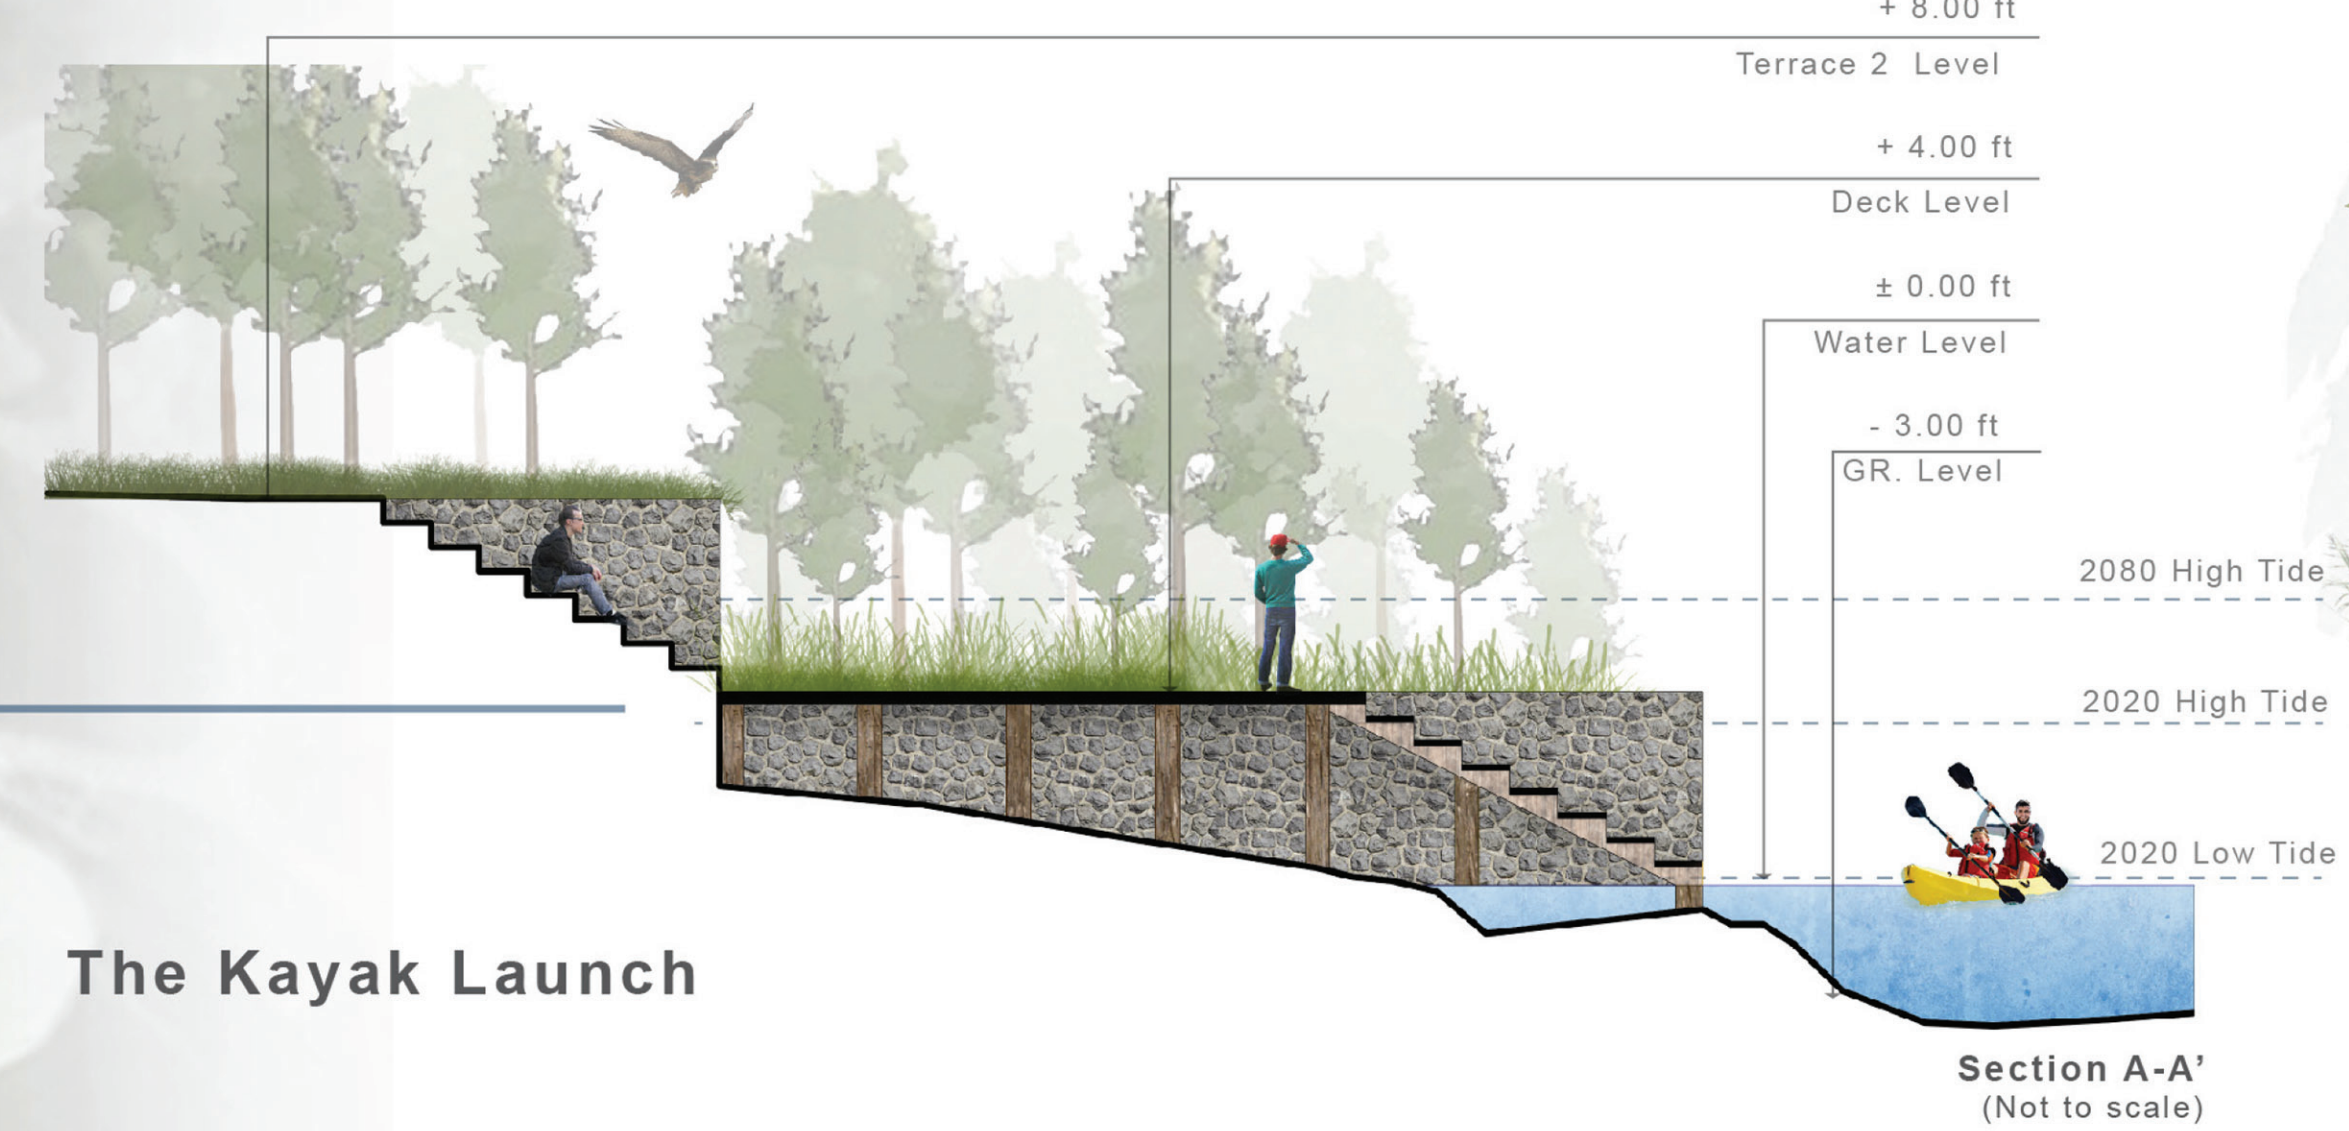 + 8.00 ft
Terrace 2 Level
+ 4.00 ft
Deck Level
± 0.00 ft
Water Level
- 3.00 ft
GR. Level
2080 High Tide
2020 High Tide
2020 Low Tide
The Kayak Launch
Section A-A’
(Not to scale)